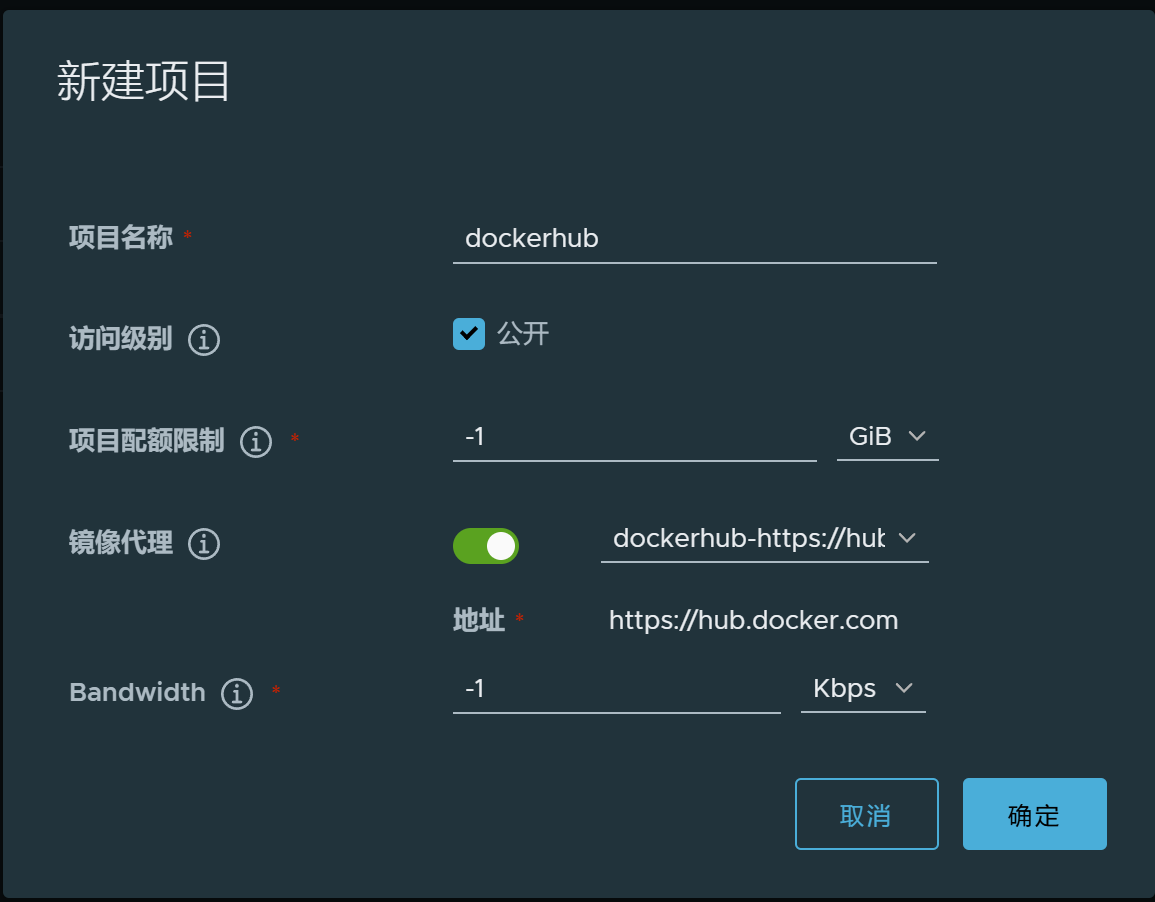 新建项目
项目名称 * dockerhub
访问级别 公开
项目配额限制 * -1 GiB
镜像代理 dockerhub-https://hub
地址 * https://hub.docker.com
Bandwidth * -1 Kbps
取消 确定